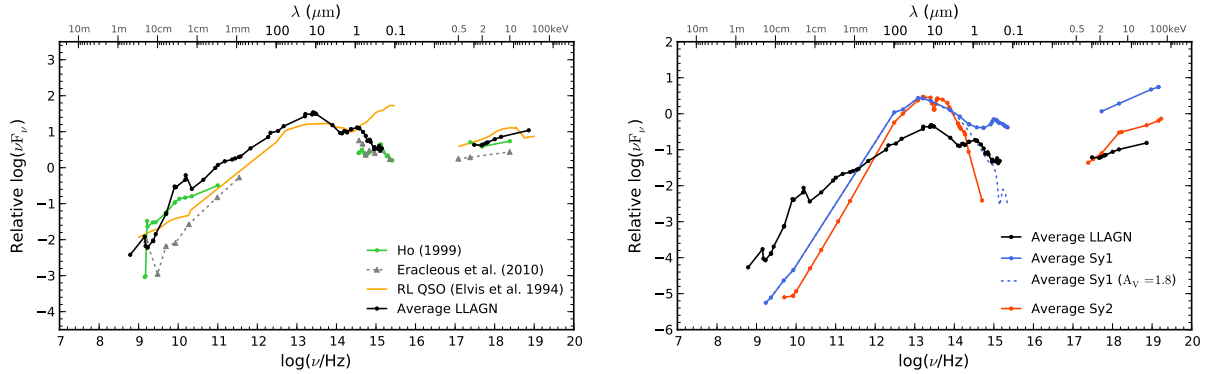 λ (μm)
10m 1m 10cm 1cm 1mm 100 10 1 0.1 0.5 2 10 100keV
3
2
1
0
−1
−2
−3
−4
Relative log(νFν)
Ho (1999)
Eracleous et al. (2010)
RL QSO (Elvis et al. 1994)
Average LLAGN
7 8 9 10 11 12 13 14 15 16 17 18 19 20
log(ν/Hz)
λ (μm)
10m 1m 10cm 1cm 1mm 100 10 1 0.1 0.5 2 10 100keV
2
1
0
−1
−2
−3
−4
−5
−6
Relative log(νFν)
Average LLAGN
Average Sy1
Average Sy1 (AV =1.8)
Average Sy2
7 8 9 10 11 12 13 14 15 16 17 18 19 20
log(ν/Hz)